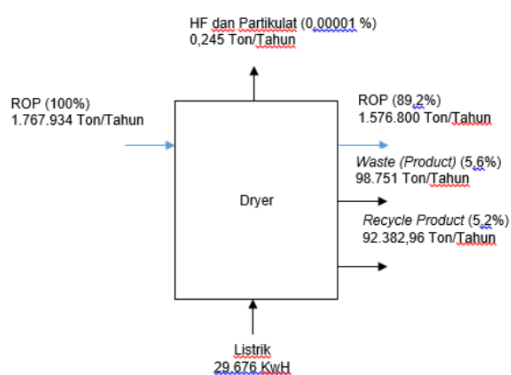 HF dan Partikulat (0,00001 %)
0,245 Ton/Tahun
ROP (100%)
1.767.934 Ton/Tahun
ROP (89,2%)
1.576.800 Ton/Tahun
Waste (Product) (5,6%)
98.751 Ton/Tahun
Dryer
Recycle Product (5,2%)
92.382,96 Ton/Tahun
Listrik
29.676 KwH